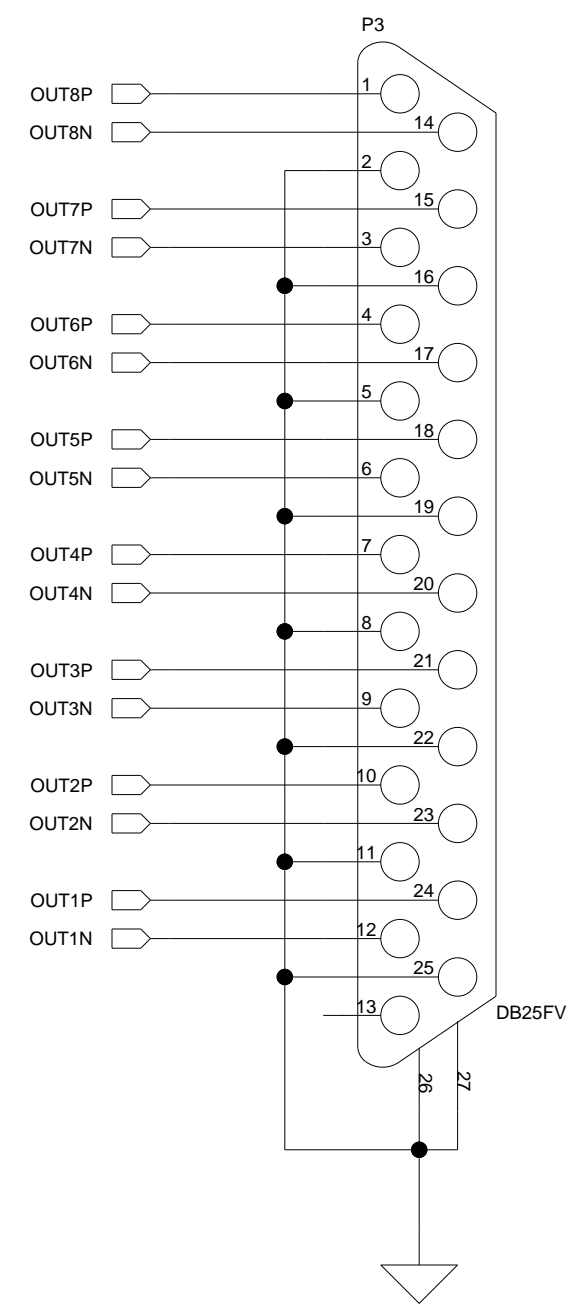 P3
OUT8P 1
OUT8N 14
2
OUT7P 15
OUT7N 3
16
OUT6P 4
OUT6N 17
5
OUT5P 18
OUT5N 6
19
OUT4P 7
OUT4N 20
8
OUT3P 21
OUT3N 9
22
OUT2P 10
OUT2N 23
11
OUT1P 24
OUT1N 12
25
13
DB25FV
26 27